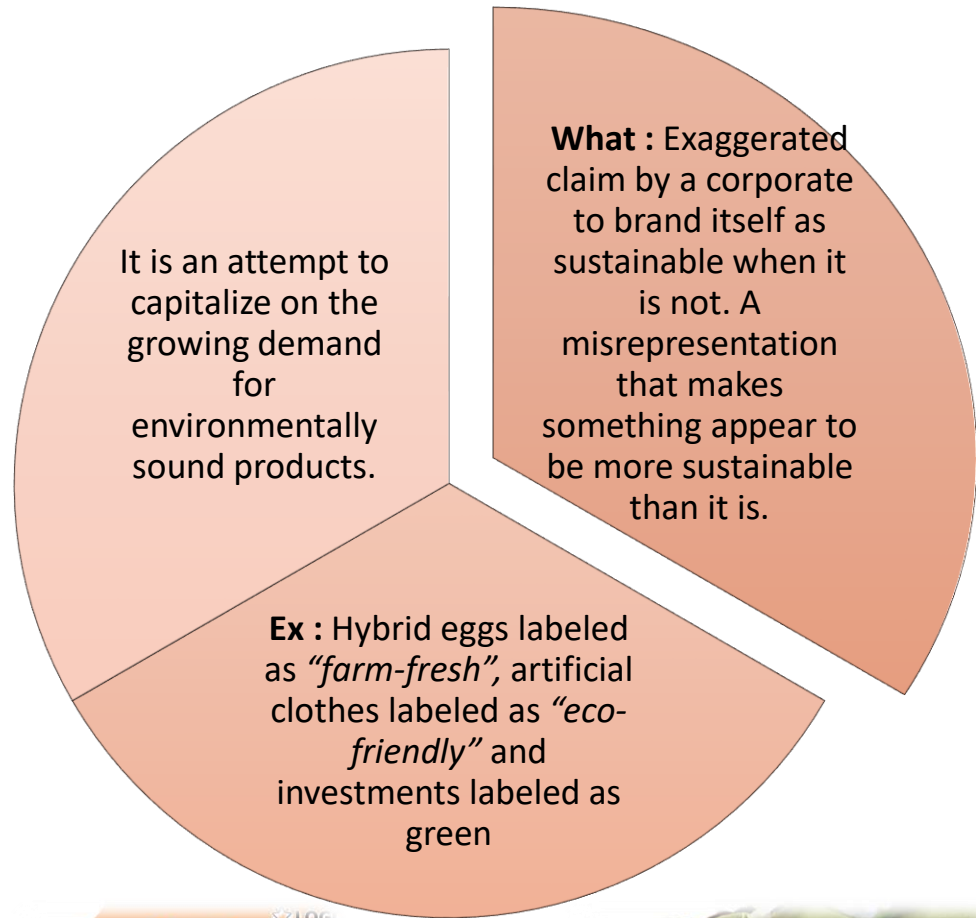 What : Exaggerated
claim by a corporate
to brand itself as
sustainable when it
is not. A
misrepresentation
that makes
something appear to
be more sustainable
than it is.
Ex : Hybrid eggs labeled
as “farm-fresh”, artificial
clothes labeled as “eco-
friendly” and
investments labeled as
green
It is an attempt to
capitalize on the
growing demand
for
environmentally
sound products.